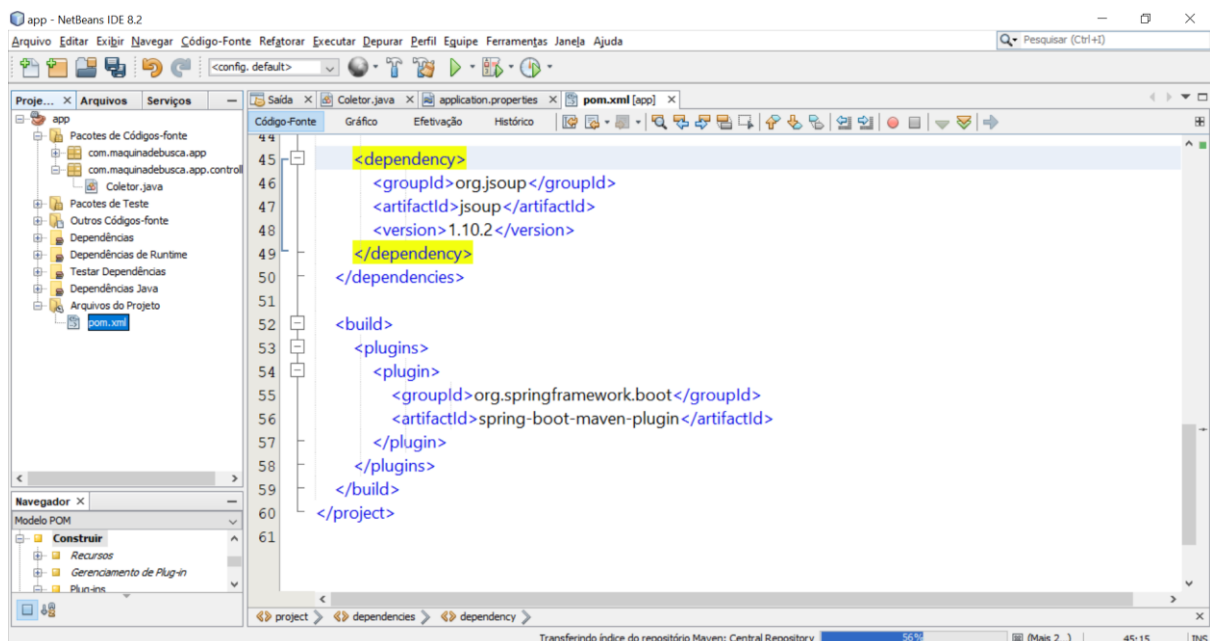 app - NetBeans IDE 8.2
Arquivo Editar Exibir Navegar Código-Fonte Refatorar Executar Depurar Perfil Equipe Ferramentas Janela Ajuda
Pesquisar (Ctrl+I)
<config. default>
Proje... Arquivos Serviços
app
Pacotes de Códigos-fonte
com.maquinadebusca.app
com.maquinadebusca.app.controll
Coletor.java
Pacotes de Teste
Outros Códigos-fonte
Dependências
Dependências de Runtime
Testar Dependências
Dependências Java
Arquivos do Projeto
pom.xml
Navegador
Modelo POM
Construir
Recursos
Gerenciamento de Plug-in
Plug-ins
Saída Coletor.java application.properties pom.xml [app]
Código-Fonte Gráfico Efetivação Histórico
44
45 <dependency>
46 <groupId>org.jsoup</groupId>
47 <artifactId>jsoup</artifactId>
48 <version>1.10.2</version>
49 </dependency>
50 </dependencies>
51
52 <build>
53 <plugins>
54 <plugin>
55 <groupId>org.springframework.boot</groupId>
56 <artifactId>spring-boot-maven-plugin</artifactId>
57 </plugin>
58 </plugins>
59 </build>
60 </project>
61
project dependencies dependency
Transferindo índice do repositório Maven: Central Repository 56% (Mais 2...) 45:15 INS